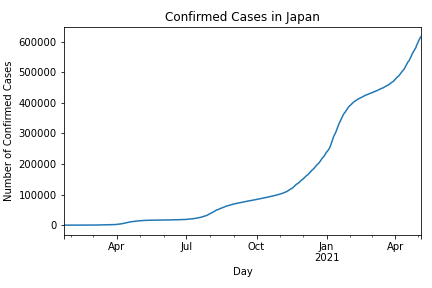 Confirmed Cases in Japan
Number of Confirmed Cases
600000
500000
400000
300000
200000
100000
0
Apr
Jul
Oct
Jan
2021
Apr
Day